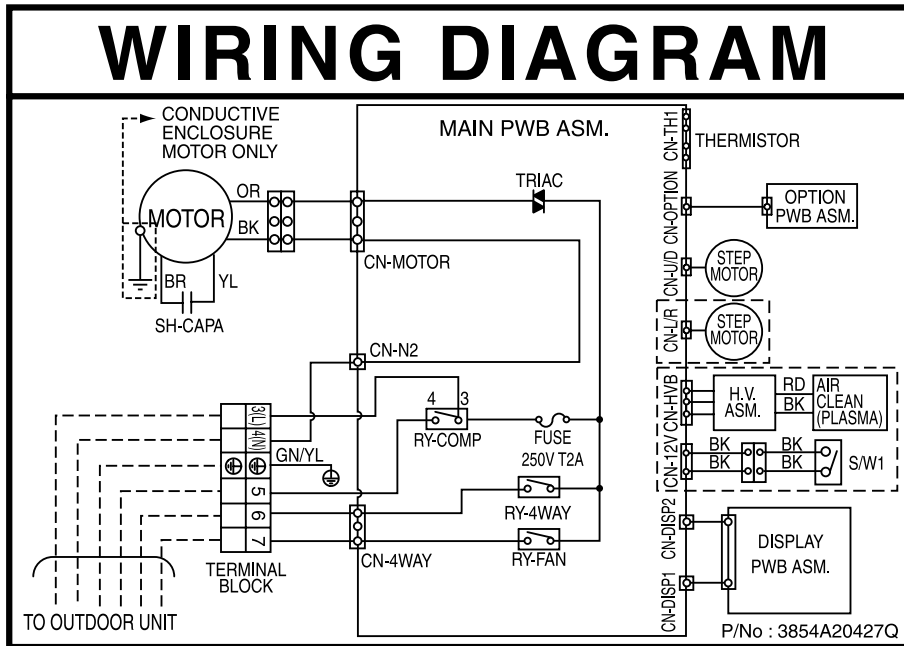 WIRING DIAGRAM
CONDUCTIVE
ENCLOSURE
MOTOR ONLY
MAIN PWB ASM.
CN-TH1
THERMISTOR
TRIAC
OR
MOTOR
BK
CN-MOTOR
BR
YL
SH-CAPA
CN-OPTION
OPTION
PWB ASM.
CN-U/D
STEP
MOTOR
CN-L/R
STEP
MOTOR
CN-N2
CN-HVB
H.V.
ASM.
RD
BK
AIR
CLEAN
(PLASMA)
4 3
RY-COMP
FUSE
250V T2A
CN-12V
BK
BK
BK
BK
S/W1
3(L)
4(N)
GN/YL
5
6
7
RY-4WAY
RY-FAN
CN-4WAY
TERMINAL
BLOCK
TO OUTDOOR UNIT
CN-DISP2
CN-DISP1
DISPLAY
PWB ASM.
P/No : 3854A20427Q